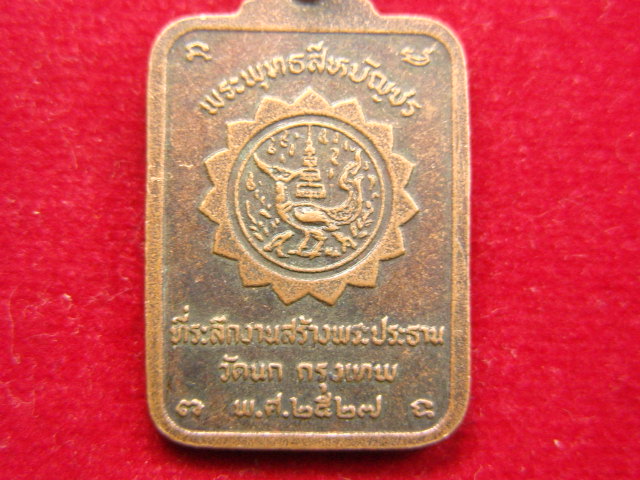 พระพุทธสีหบัญชร
ที่ระลึกงานสร้างพระประธาน
วัดนก กรุงเทพ
พ.ศ.๒๕๒๗